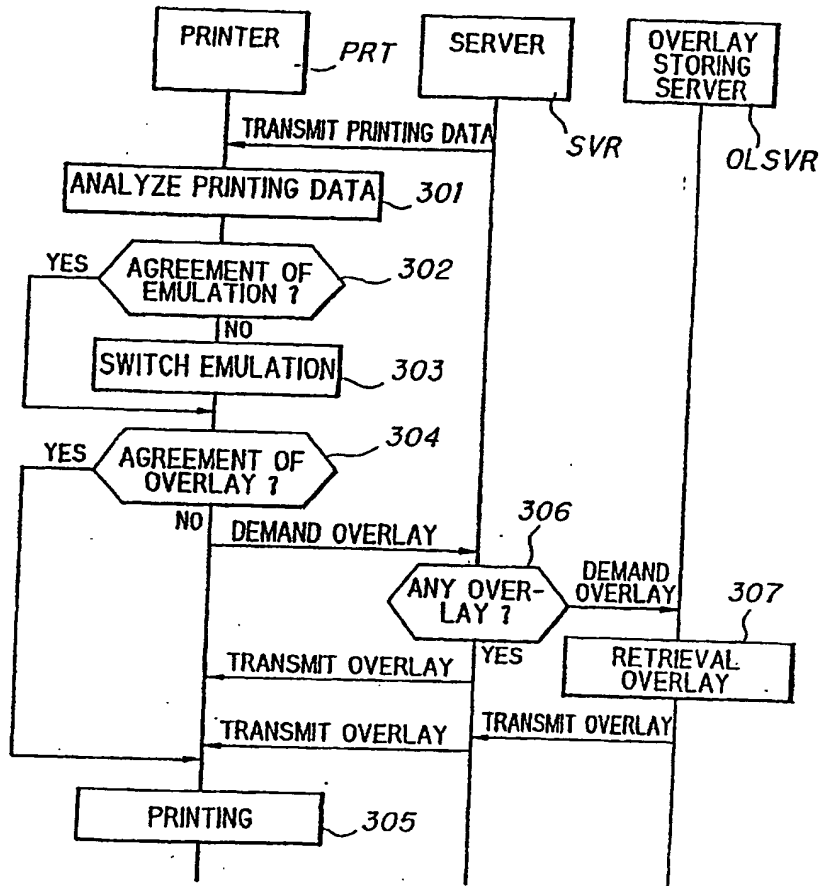 PRINTER
PRT
SERVER
SVR
OVERLAY
STORING
SERVER
OLSVR
TRANSMIT PRINTING DATA
ANALYZE PRINTING DATA
301
YES
AGREEMENT OF
EMULATION ?
302
NO
SWITCH EMULATION
303
YES
AGREEMENT OF
OVERLAY ?
304
NO
DEMAND OVERLAY
306
ANY OVER-
LAY ?
DEMAND
OVERLAY
307
YES
RETRIEVAL
OVERLAY
TRANSMIT OVERLAY
TRANSMIT OVERLAY
TRANSMIT OVERLAY
PRINTING
305